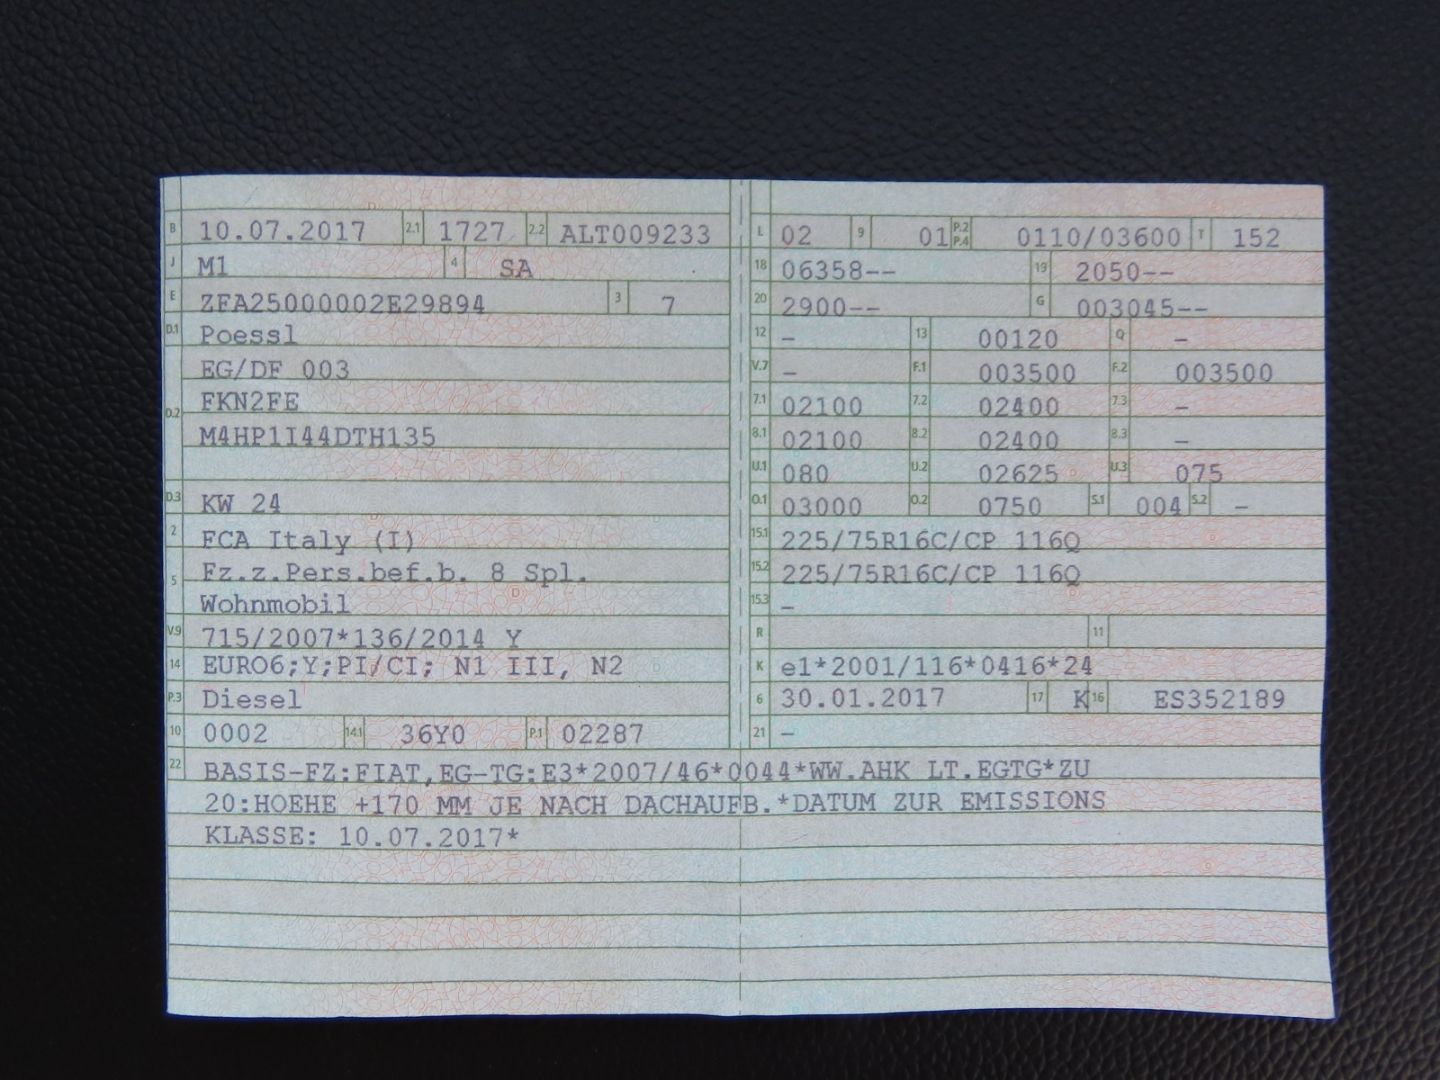 B 10.07.2017 2.1 1727 2.2 ALT009233
J M1 4 SA
E ZFA25000002E29894 3 7
D.1 Poessl
EG/DF 003
D.2 FKN2FE
M4HP1I44DTH135
D.3 KW 24
2 FCA Italy (I)
5 Fz.z.Pers.bef.b. 8 Spl.
Wohnmobil
V.9 715/2007*136/2014 Y
14 EURO6;Y;PI/CI; N1 III, N2
P.3 Diesel
10 0002 14.1 36Y0 P.1 02287
L 02 9 01 P.2 P.4 0110/03600 T 152
18 06358-- 19 2050--
20 2900-- G 003045--
12 - 13 00120 Q -
V.7 - F.1 003500 F.2 003500
7.1 02100 7.2 02400 7.3 -
8.1 02100 8.2 02400 8.3 -
U.1 080 U.2 02625 U.3 075
O.1 03000 O.2 0750 S.1 004 S.2 -
15.1 225/75R16C/CP 116Q
15.2 225/75R16C/CP 116Q
15.3 -
R 11
K e1*2001/116*0416*24
6 30.01.2017 17 K 16 ES352189
21 -
22 BASIS-FZ:FIAT,EG-TG:E3*2007/46*0044*WW.AHK LT.EGTG*ZU
20:HOEHE +170 MM JE NACH DACHAUFB.*DATUM ZUR EMISSIONS
KLASSE: 10.07.2017*